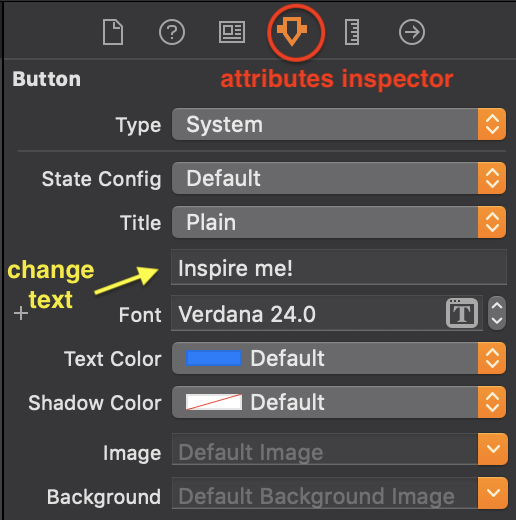 ?
attributes inspector
Button
Type System
State Config Default
Title Plain
Inspire me!
change
text
+ Font Verdana 24.0 T
Text Color Default
Shadow Color Default
Image Default Image
Background Default Background Image